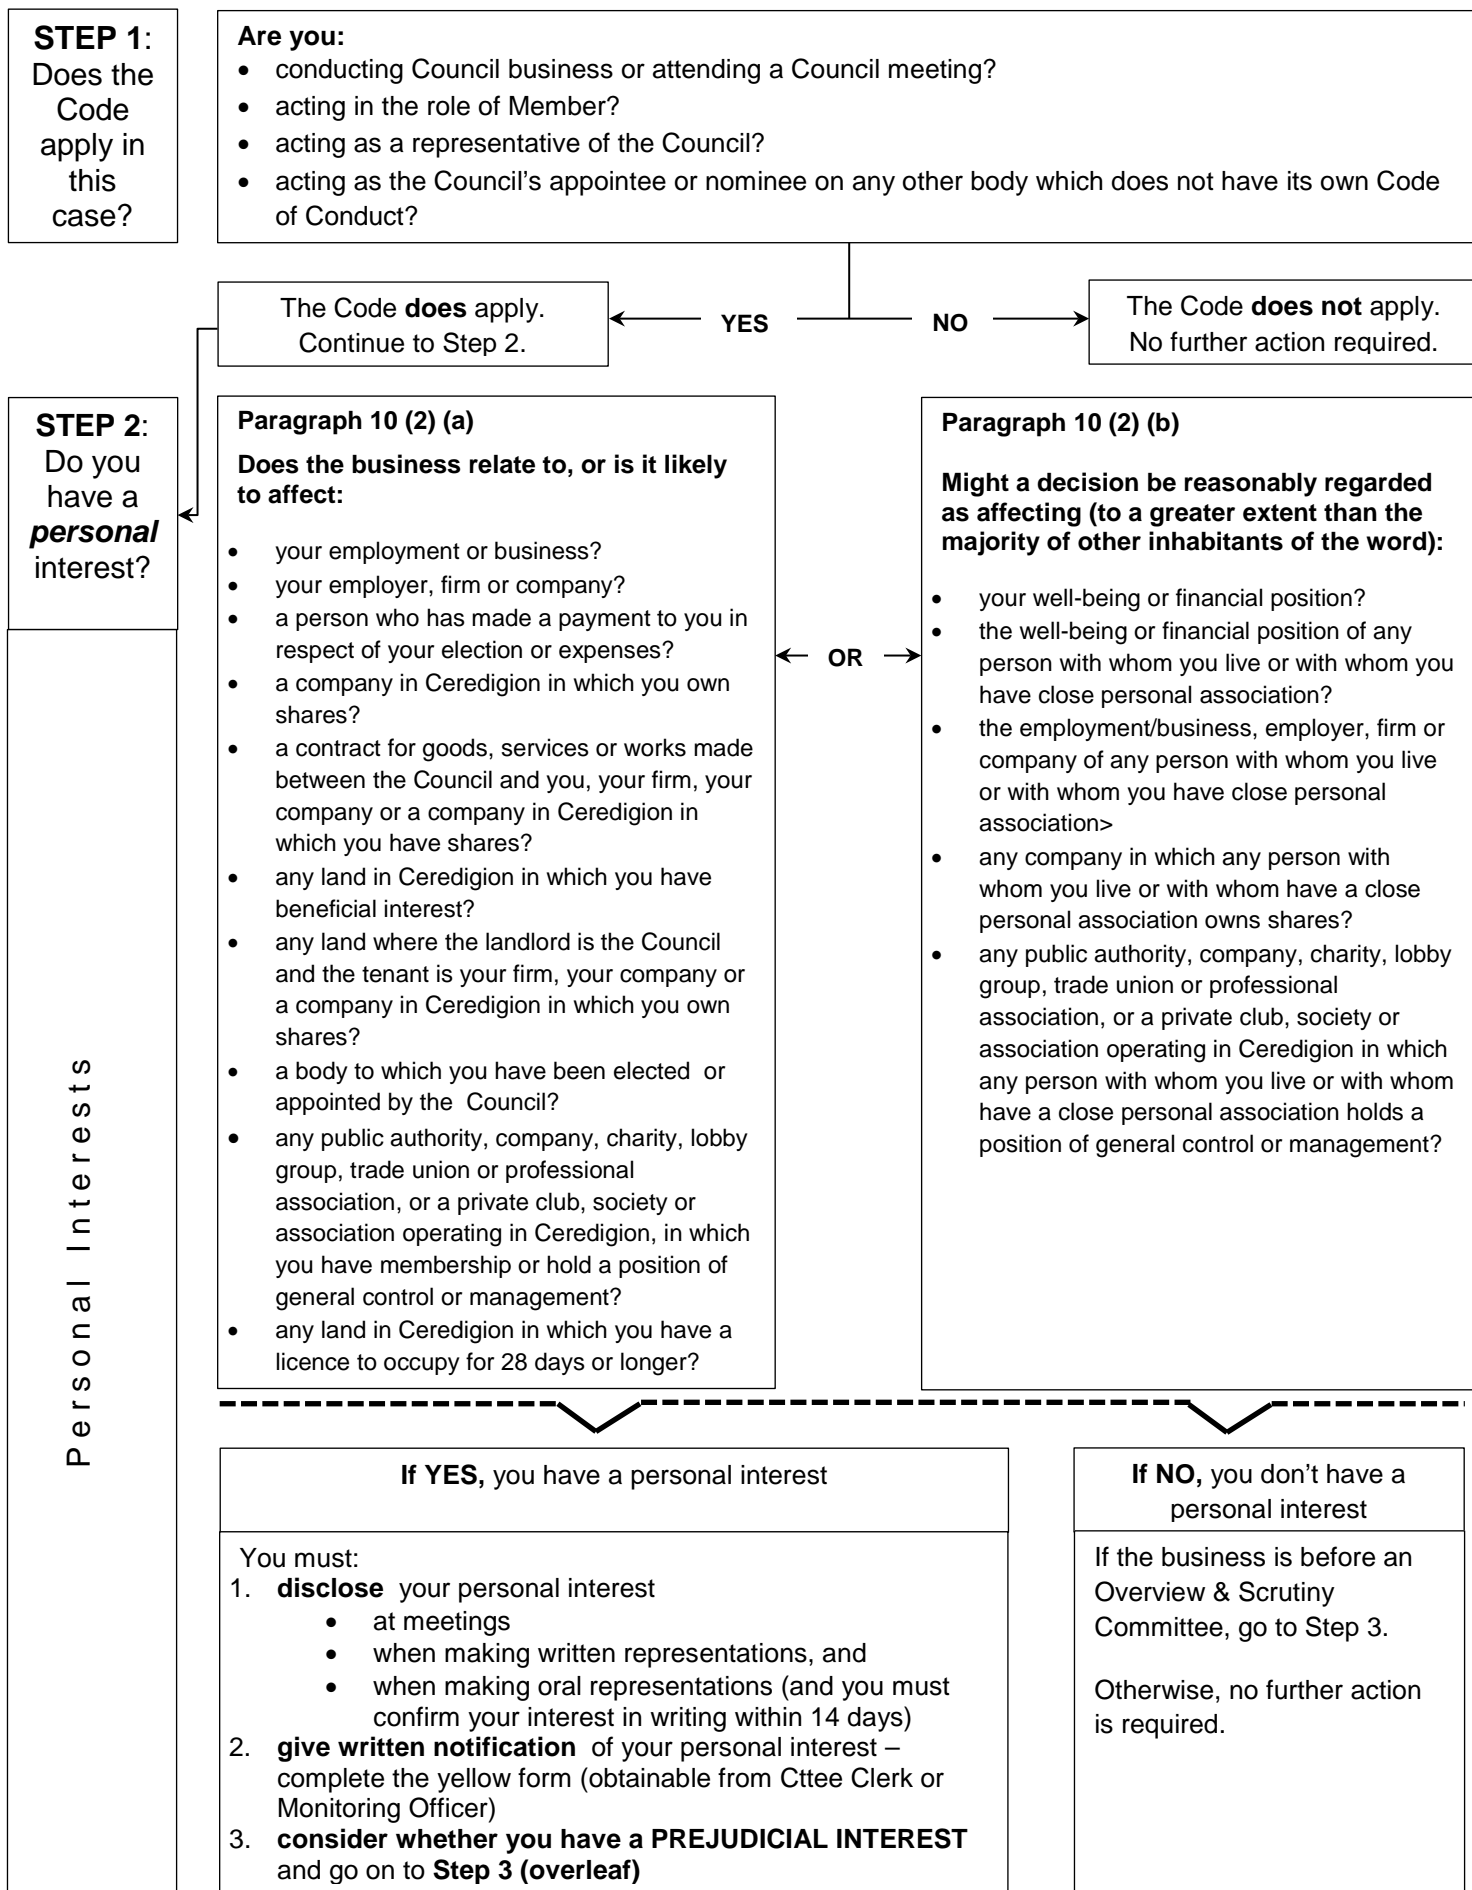 STEP 1:
Does the
Code
apply in
this
case?
Are you:
• conducting Council business or attending a Council meeting?
• acting in the role of Member?
• acting as a representative of the Council?
• acting as the Council’s appointee or nominee on any other body which does not have its own Code
of Conduct?
The Code does apply.
Continue to Step 2.
YES
NO
The Code does not apply.
No further action required.
STEP 2:
Do you
have a
personal
interest?
Personal Interests
Paragraph 10 (2) (a)
Does the business relate to, or is it likely
to affect:
• your employment or business?
• your employer, firm or company?
• a person who has made a payment to you in
respect of your election or expenses?
• a company in Ceredigion in which you own
shares?
• a contract for goods, services or works made
between the Council and you, your firm, your
company or a company in Ceredigion in
which you have shares?
• any land in Ceredigion in which you have
beneficial interest?
• any land where the landlord is the Council
and the tenant is your firm, your company or
a company in Ceredigion in which you own
shares?
• a body to which you have been elected or
appointed by the Council?
• any public authority, company, charity, lobby
group, trade union or professional
association, or a private club, society or
association operating in Ceredigion, in which
you have membership or hold a position of
general control or management?
• any land in Ceredigion in which you have a
licence to occupy for 28 days or longer?
OR
Paragraph 10 (2) (b)
Might a decision be reasonably regarded
as affecting (to a greater extent than the
majority of other inhabitants of the word):
• your well-being or financial position?
• the well-being or financial position of any
person with whom you live or with whom you
have close personal association?
• the employment/business, employer, firm or
company of any person with whom you live
or with whom you have close personal
association>
• any company in which any person with
whom you live or with whom have a close
personal association owns shares?
• any public authority, company, charity, lobby
group, trade union or professional
association, or a private club, society or
association operating in Ceredigion in which
any person with whom you live or with whom
have a close personal association holds a
position of general control or management?
If YES, you have a personal interest
You must:
1. disclose your personal interest
• at meetings
• when making written representations, and
• when making oral representations (and you must
confirm your interest in writing within 14 days)
2. give written notification of your personal interest –
complete the yellow form (obtainable from Cttee Clerk or
Monitoring Officer)
3. consider whether you have a PREJUDICIAL INTEREST
and go on to Step 3 (overleaf)
If NO, you don’t have a
personal interest
If the business is before an
Overview & Scrutiny
Committee, go to Step 3.
Otherwise, no further action
is required.